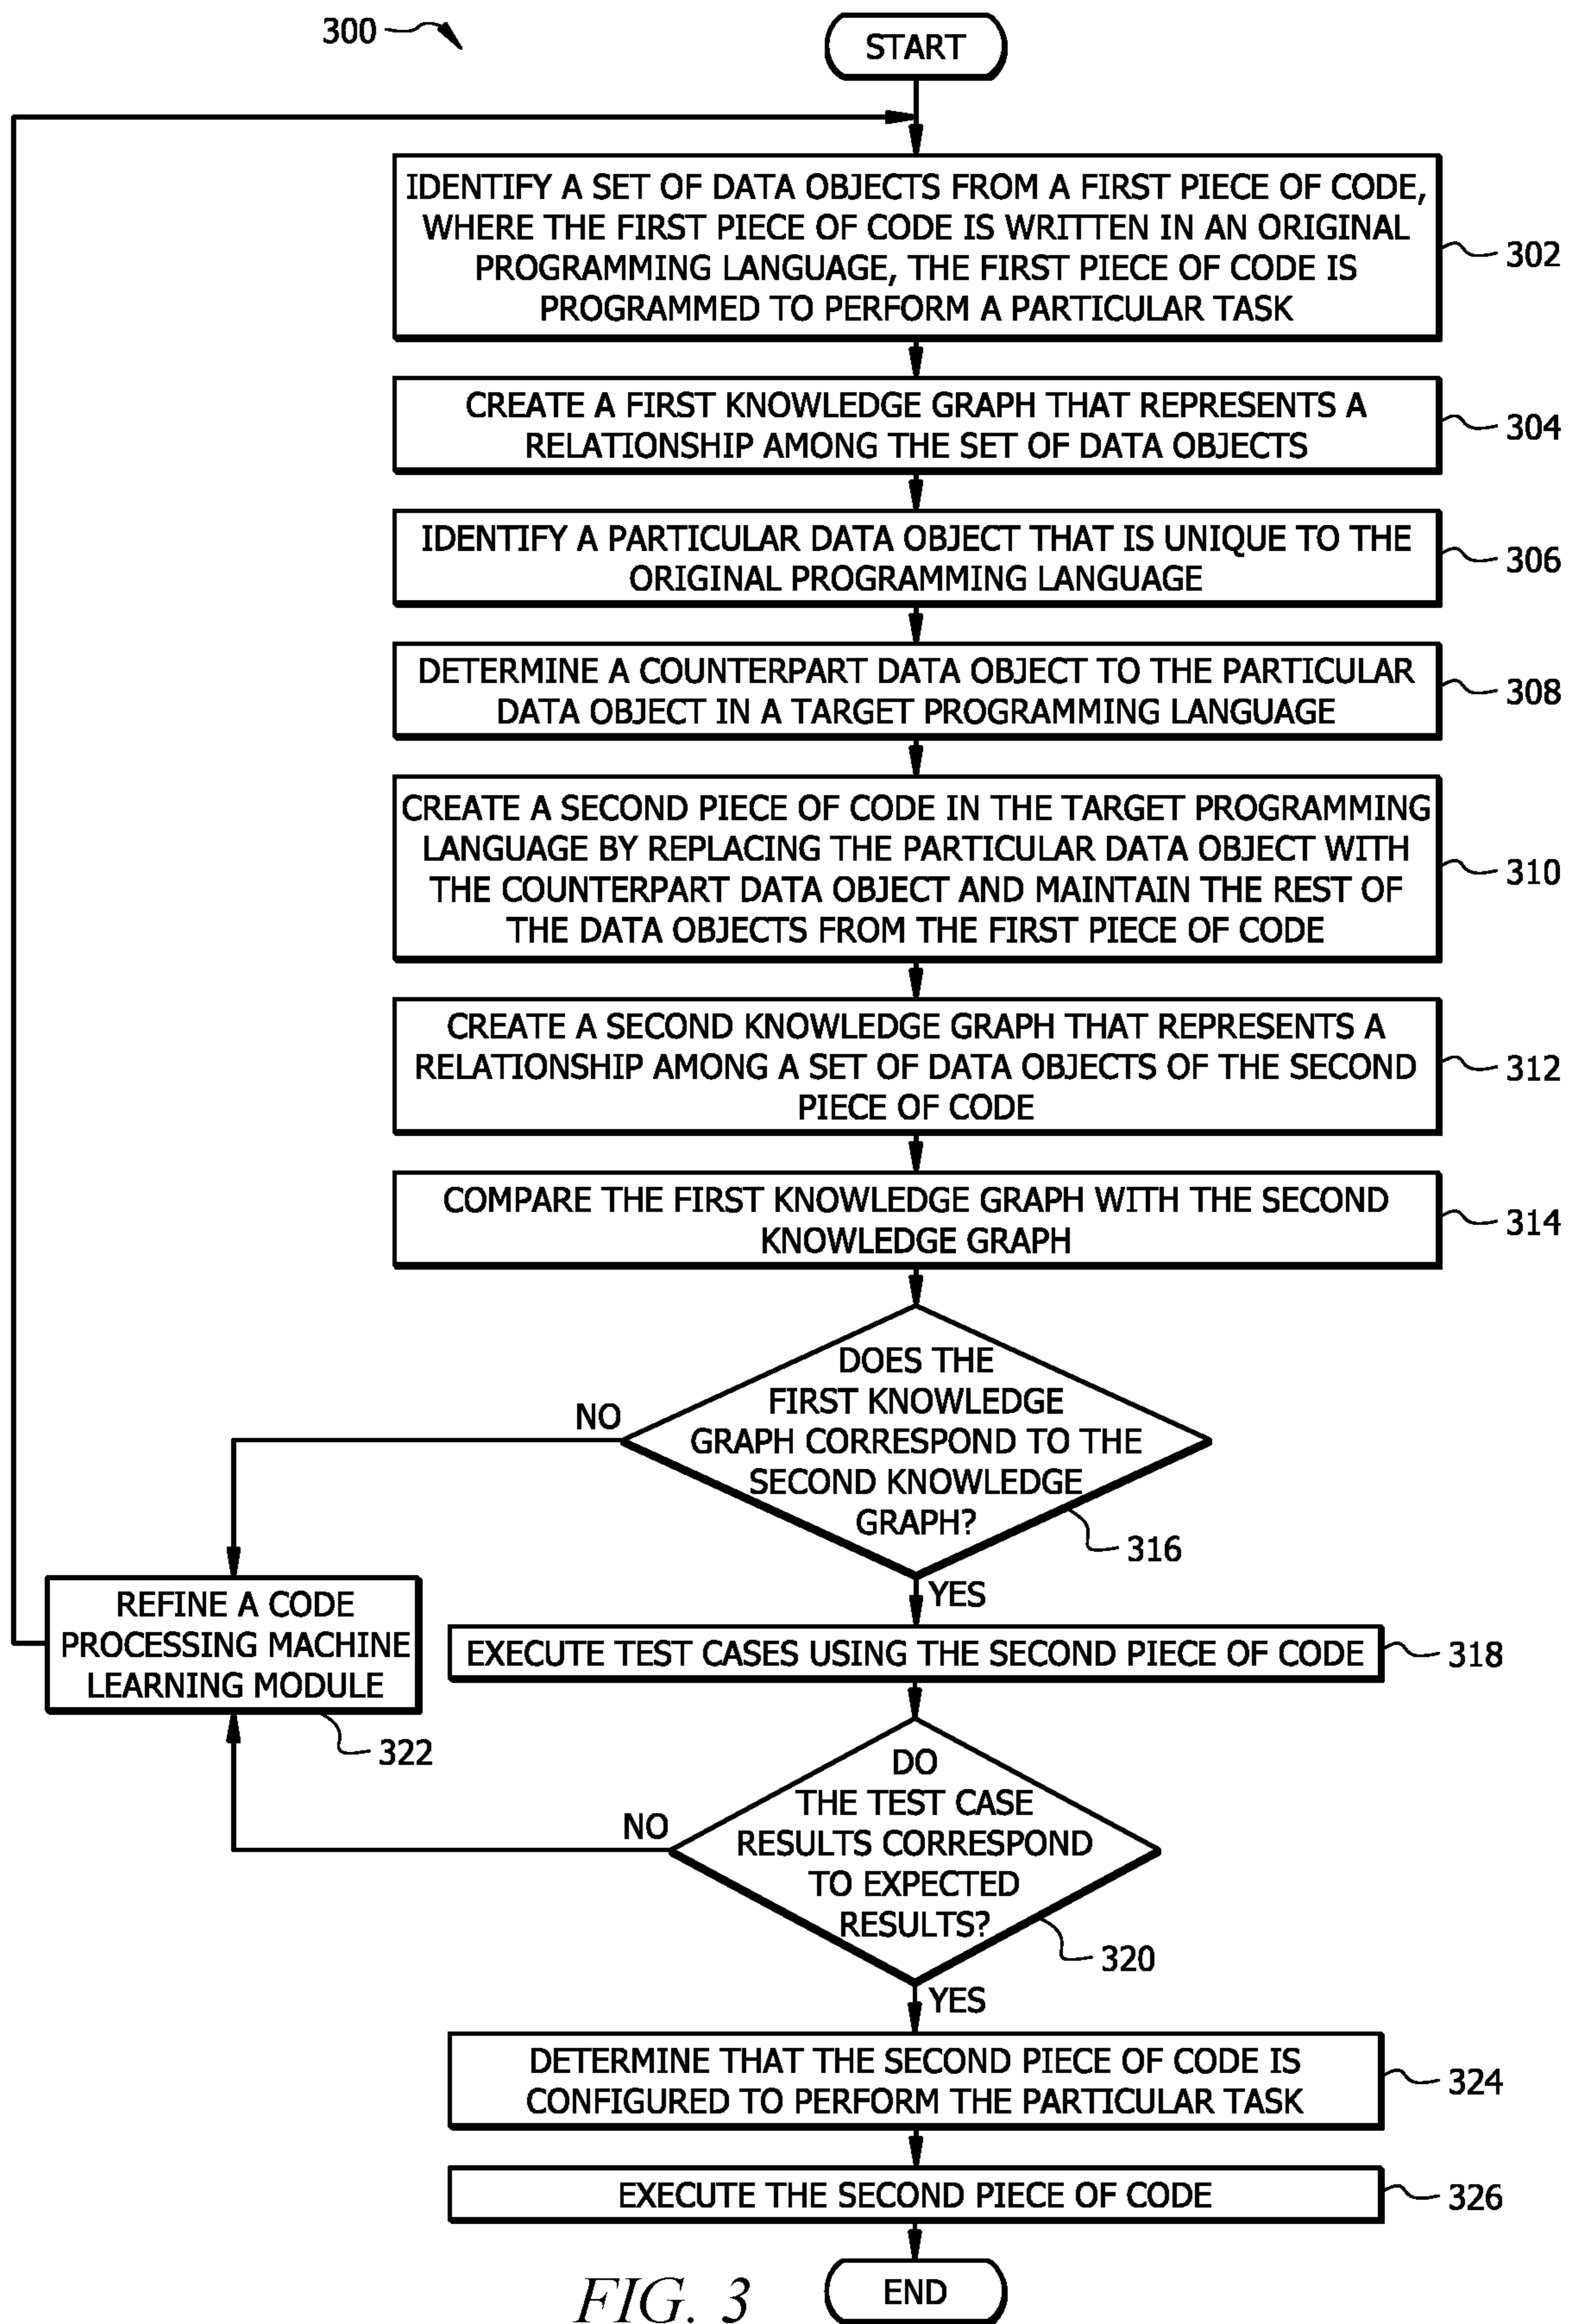 300
START
IDENTIFY A SET OF DATA OBJECTS FROM A FIRST PIECE OF CODE,
WHERE THE FIRST PIECE OF CODE IS WRITTEN IN AN ORIGINAL
PROGRAMMING LANGUAGE, THE FIRST PIECE OF CODE IS
PROGRAMMED TO PERFORM A PARTICULAR TASK
302
CREATE A FIRST KNOWLEDGE GRAPH THAT REPRESENTS A
RELATIONSHIP AMONG THE SET OF DATA OBJECTS
304
IDENTIFY A PARTICULAR DATA OBJECT THAT IS UNIQUE TO THE
ORIGINAL PROGRAMMING LANGUAGE
306
DETERMINE A COUNTERPART DATA OBJECT TO THE PARTICULAR
DATA OBJECT IN A TARGET PROGRAMMING LANGUAGE
308
CREATE A SECOND PIECE OF CODE IN THE TARGET PROGRAMMING
LANGUAGE BY REPLACING THE PARTICULAR DATA OBJECT WITH
THE COUNTERPART DATA OBJECT AND MAINTAIN THE REST OF
THE DATA OBJECTS FROM THE FIRST PIECE OF CODE
310
CREATE A SECOND KNOWLEDGE GRAPH THAT REPRESENTS A
RELATIONSHIP AMONG A SET OF DATA OBJECTS OF THE SECOND
PIECE OF CODE
312
COMPARE THE FIRST KNOWLEDGE GRAPH WITH THE SECOND
KNOWLEDGE GRAPH
314
DOES THE
FIRST KNOWLEDGE
GRAPH CORRESPOND TO THE
SECOND KNOWLEDGE
GRAPH?
316
NO
YES
REFINE A CODE
PROCESSING MACHINE
LEARNING MODULE
322
EXECUTE TEST CASES USING THE SECOND PIECE OF CODE
318
DO
THE TEST CASE
RESULTS CORRESPOND
TO EXPECTED
RESULTS?
320
NO
YES
DETERMINE THAT THE SECOND PIECE OF CODE IS
CONFIGURED TO PERFORM THE PARTICULAR TASK
324
EXECUTE THE SECOND PIECE OF CODE
326
END
FIG. 3